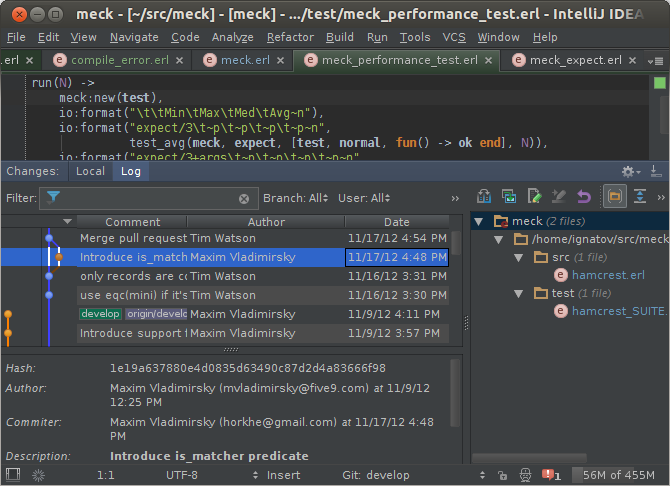 meck - [~/src/meck] - [meck] - .../test/meck_performance_test.erl - IntelliJ IDEA
File Edit View Navigate Code Analyze Refactor Build Run Tools VCS Window Help
.erl compile_error.erl meck.erl meck_performance_test.erl meck_expect.erl
run(N) ->
meck:new(test),
io:format("\t\tMin\tMax\tMed\tAvg~n"),
io:format("expect/3\t~p\t~p\t~p\t~p~n",
test_avg(meck, expect, [test, normal, fun() -> ok end], N)),
io:format("expect/3+args\t~p\t~p\t~p\t~p~n",
Changes: Local Log
Filter: Branch: All User: All
Comment Author Date
Merge pull request Tim Watson 11/17/12 4:54 PM
Introduce is_match Maxim Vladimirsky 11/17/12 4:48 PM
only records are co Tim Watson 11/16/12 3:31 PM
use eqc(mini) if it's Tim Watson 11/16/12 3:30 PM
develop origin/develo Maxim Vladimirsky 11/9/12 4:11 PM
Introduce support f Maxim Vladimirsky 11/9/12 3:57 PM
meck (2 files)
/home/ignatov/src/meck
src (1 file)
hamcrest.erl
test (1 file)
hamcrest_SUITE.
Hash: 1e19a637880e4d0835d63490c87d2d4a83666f98
Author: Maxim Vladimirsky (mvladimirsky@five9.com) at 11/9/12
12:25 PM
Commiter: Maxim Vladimirsky (horkhe@gmail.com) at 11/17/12 4:48
PM
Description: Introduce is_matcher predicate
1:1 UTF-8 Insert Git: develop 1 56M of 455M